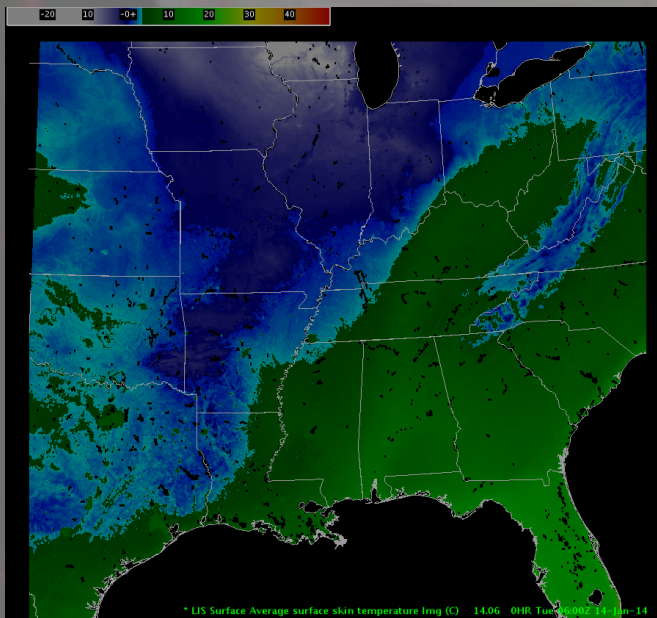 -20 10 -0+ 10 20 30 40
* LIS Surface Average surface skin temperature Img (C) 14.06 0HR Tue 06:00Z 14-Jan-14